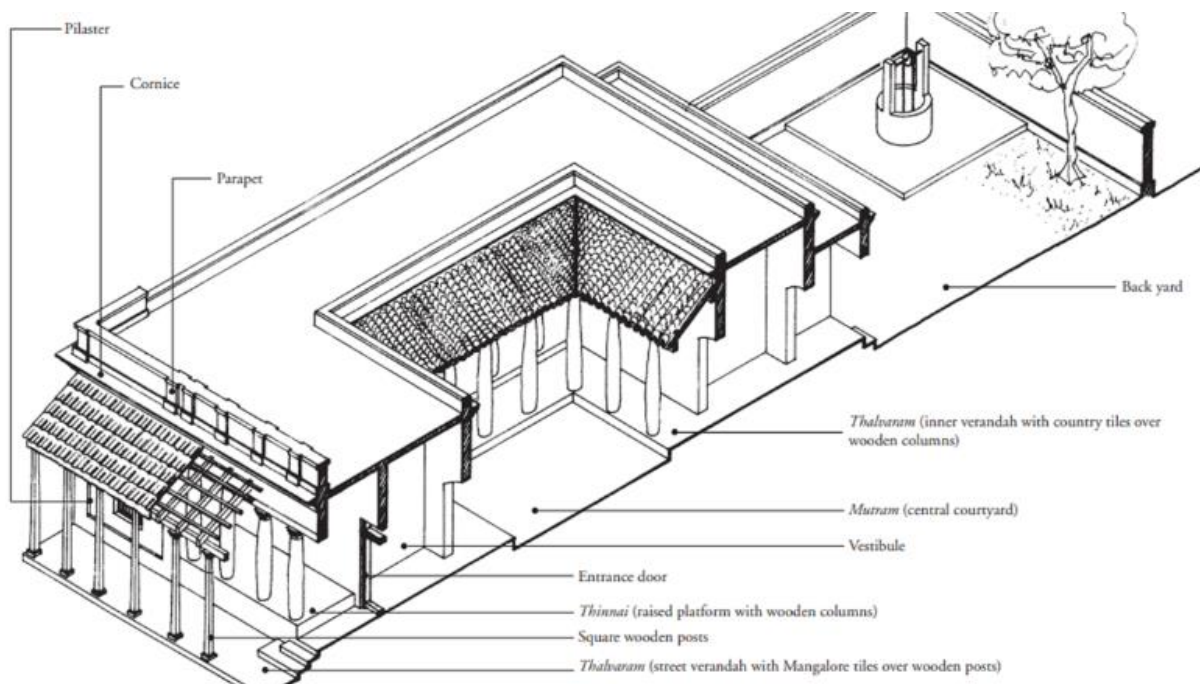 Pilaster
Cornice
Parapet
Back yard
Thalvaram (inner verandah with country tiles over
wooden columns)
Mutram (central courtyard)
Vestibule
Entrance door
Thinnai (raised platform with wooden columns)
Square wooden posts
Thalvaram (street verandah with Mangalore tiles over wooden posts)